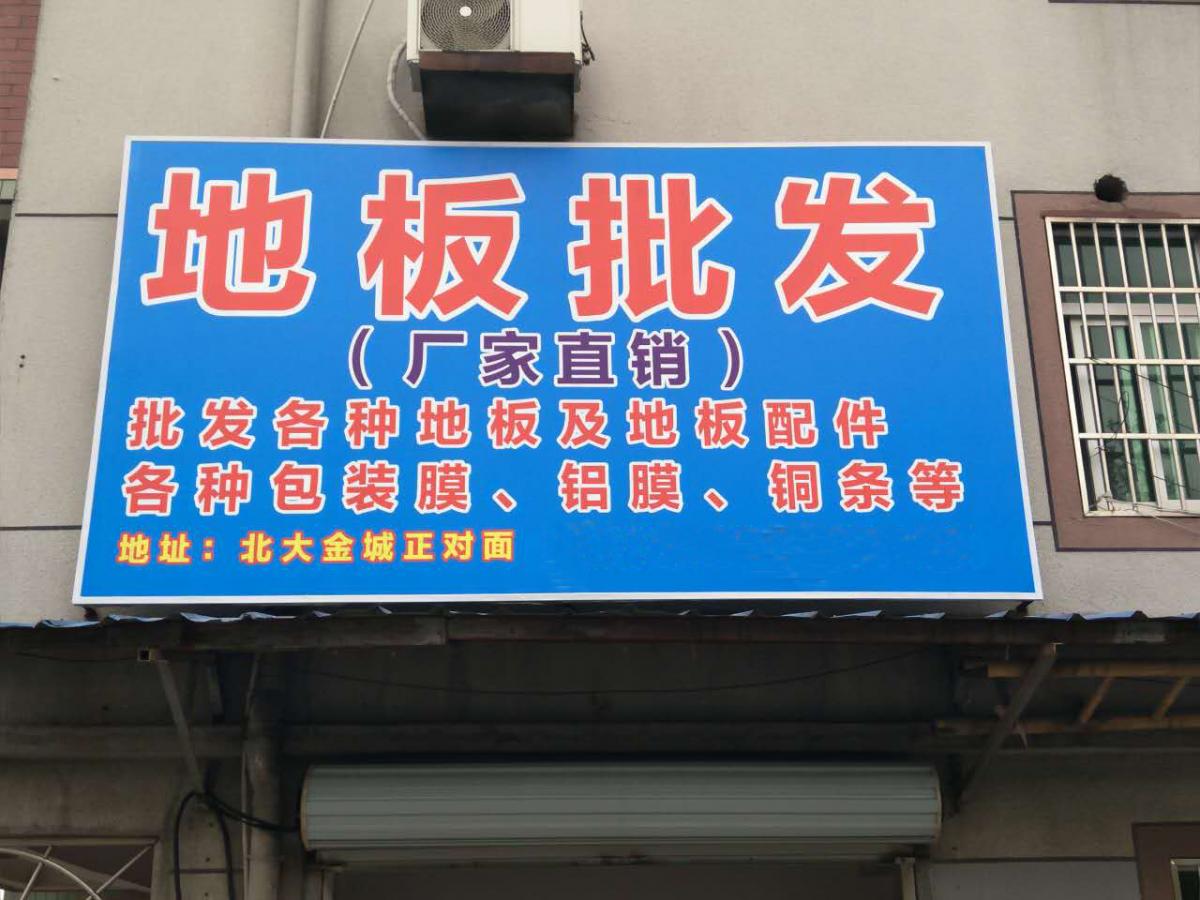 地板批发
（厂家直销）
批发各种地板及地板配件
各种包装膜、铝膜、铜条等
地址：北大金城正对面